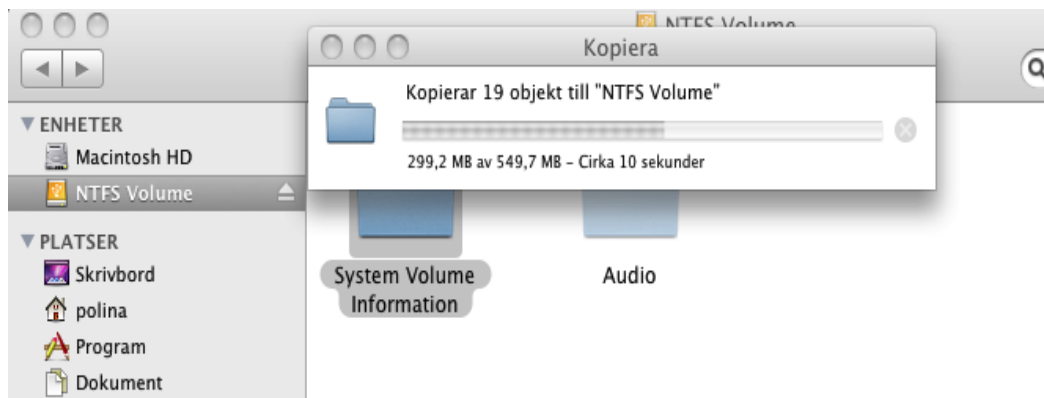 NTFS Volume
Kopiera
Kopierar 19 objekt till "NTFS Volume"
299,2 MB av 549,7 MB – Cirka 10 sekunder
ENHETER
Macintosh HD
NTFS Volume
PLATSER
Skrivbord
polina
Program
Dokument
System Volume
Information
Audio